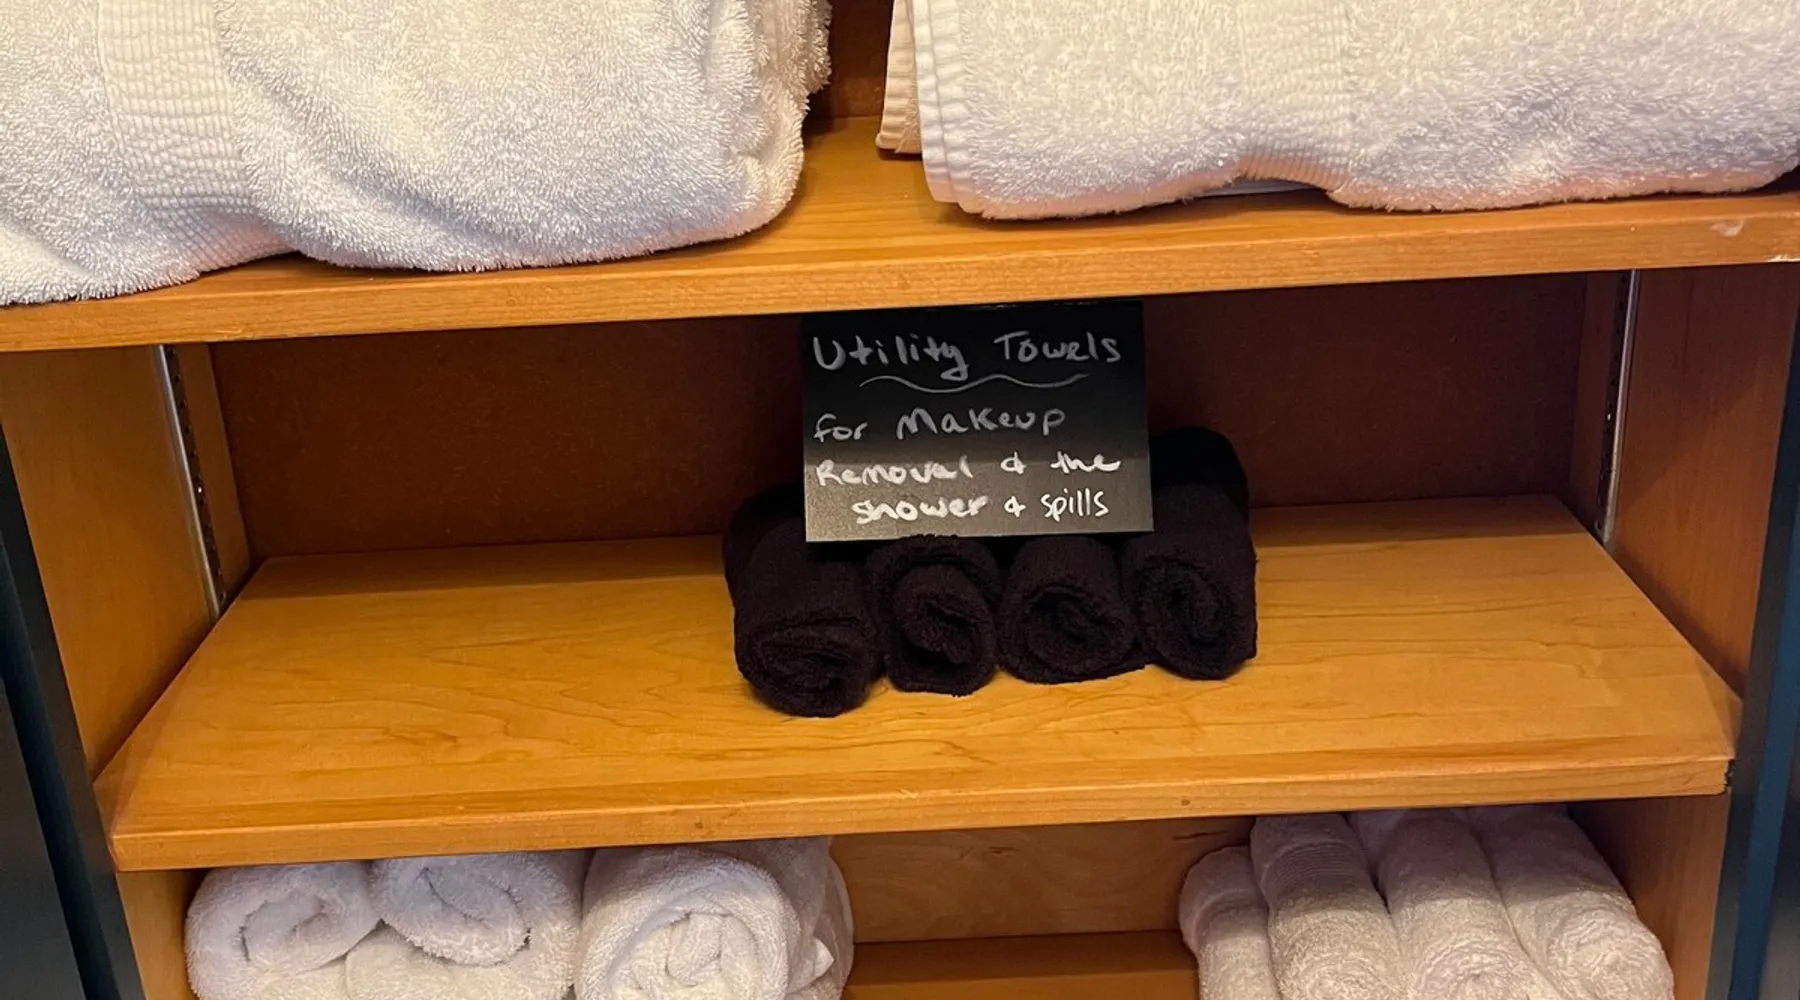 Utility Towels
for Makeup
Removal & the
shower & spills